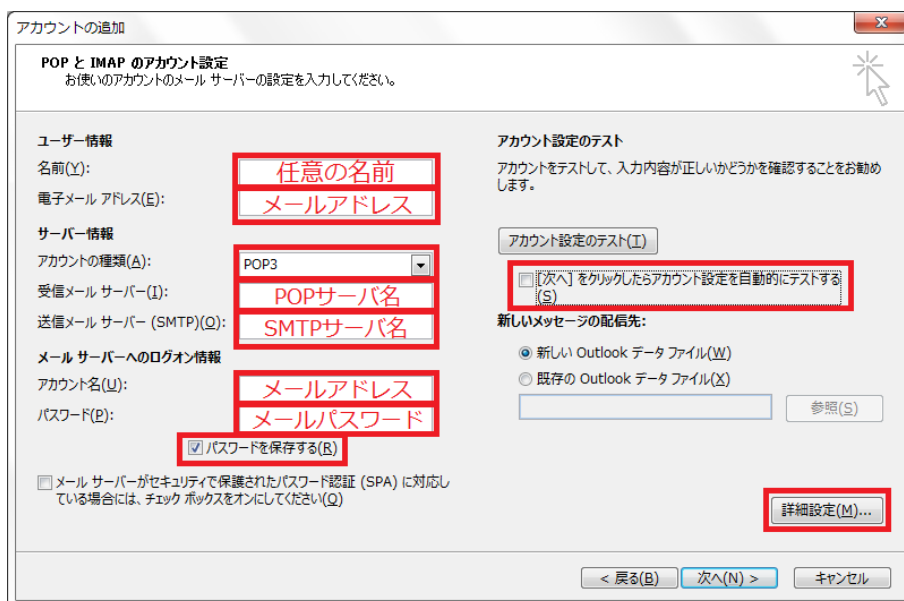 アカウントの追加
POP と IMAP のアカウント設定
お使いのアカウントのメール サーバーの設定を入力してください。
ユーザー情報
名前(Y):
任意の名前
電子メール アドレス(E):
メールアドレス
サーバー情報
アカウントの種類(A):
POP3
受信メール サーバー(I):
POPサーバ名
送信メール サーバー (SMTP)(O):
SMTPサーバ名
メール サーバーへのログオン情報
アカウント名(U):
メールアドレス
パスワード(P):
メールパスワード
パスワードを保存する(R)
メール サーバーがセキュリティで保護されたパスワード認証 (SPA) に対応し
ている場合には、チェック ボックスをオンにしてください(Q)
アカウント設定のテスト
アカウントをテストして、入力内容が正しいかどうかを確認することをお勧め
します。
アカウント設定のテスト(T)
[次へ] をクリックしたらアカウント設定を自動的にテストする
(S)
新しいメッセージの配信先:
新しい Outlook データ ファイル(W)
既存の Outlook データ ファイル(X)
参照(S)
詳細設定(M)...
< 戻る(B)
次へ(N) >
キャンセル